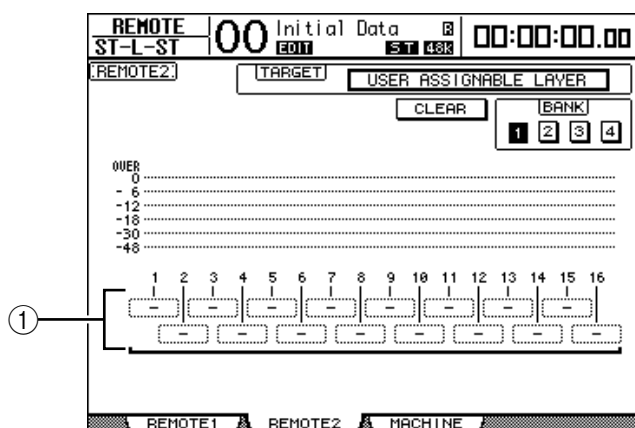 REMOTE
ST-L-ST
00
Initial Data
R
EDIT
ST 48K
00:00:00.00
REMOTE2
TARGET
USER ASSIGNABLE LAYER
CLEAR
BANK
1 2 3 4
OVER
0
- 6
-12
-18
-30
-48
1 2 3 4 5 6 7 8 9 10 11 12 13 14 15 16
– – – – – – – –
– – – – – – – –
1
REMOTE1 REMOTE2 MACHINE